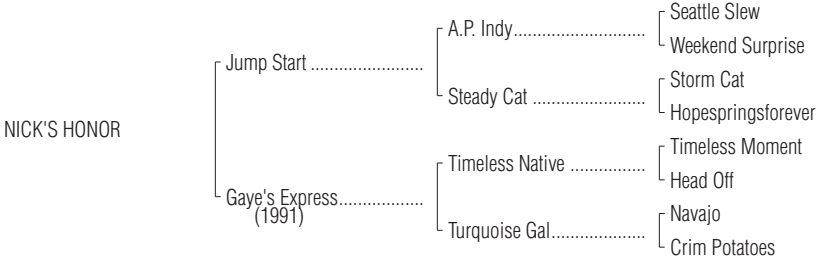 Seattle Slew
A.P. Indy.............................
Weekend Surprise
Jump Start ........................
Storm Cat
Steady Cat .........................
Hopespringsforever
NICK'S HONOR
Timeless Moment
Timeless Native .................
Head Off
Gaye's Express...................
(1991)
Navajo
Turquoise Gal.....................
Crim Potatoes